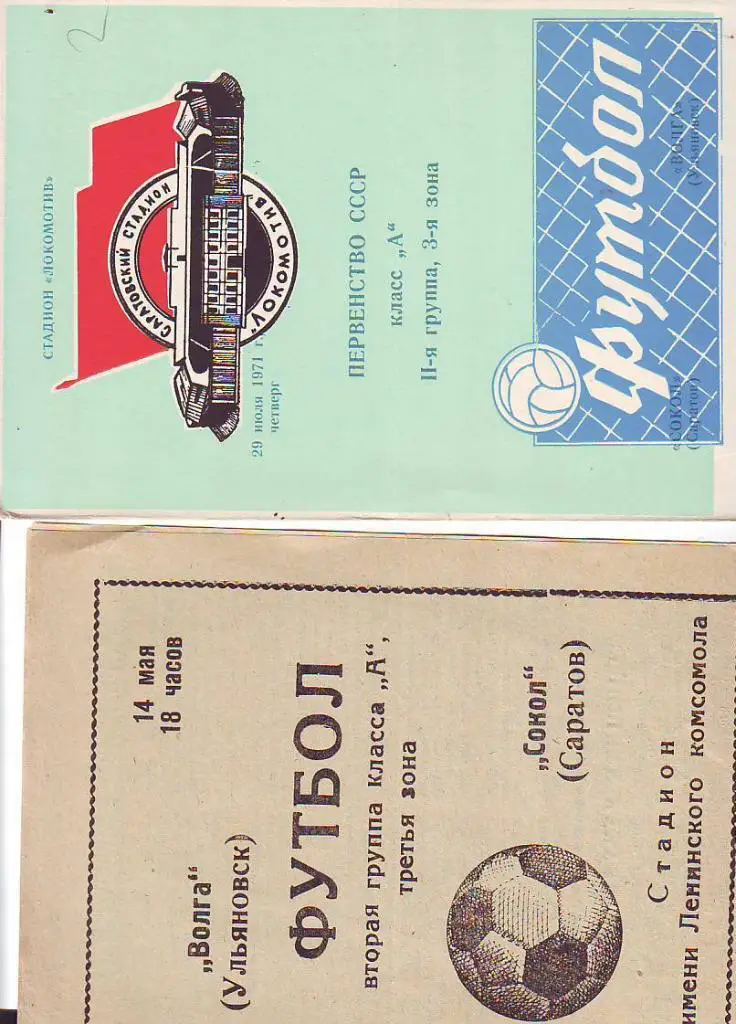 2
СТАДИОН «ЛОКОМОТИВ»
САРАТОВСКИЙ СТАДИОН
„ЛОКОМОТИВ"
29 июля 1971 г.
четверг
ПЕРВЕНСТВО СССР
класс „А"
II-я группа, 3-я зона
Футбол
«СОКОЛ»
(Саратов)
«ВОЛГА»
(Ульяновск)
14 мая
18 часов
„Волга"
(Ульяновск)
ФУТБОЛ
вторая группа класса „А",
третья зона
„Сокол"
(Саратов)
Стадион
имени Ленинского комсомола